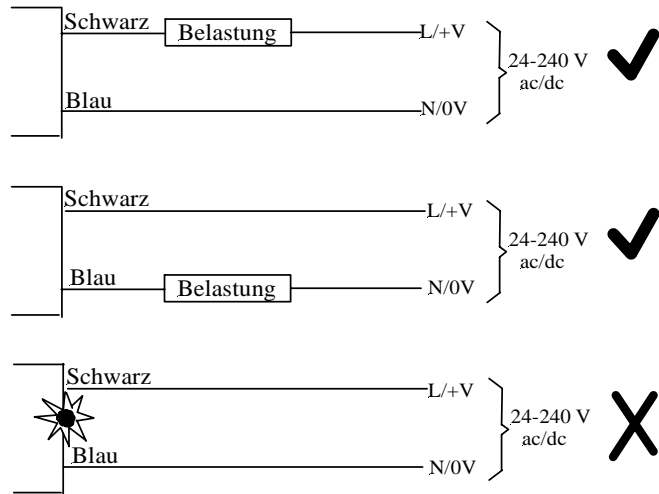 Schwarz Belastung L/+V
24-240 V
ac/dc
Blau N/0V
Schwarz L/+V
24-240 V
ac/dc
Blau Belastung N/0V
Schwarz L/+V
24-240 V
ac/dc
Blau N/0V